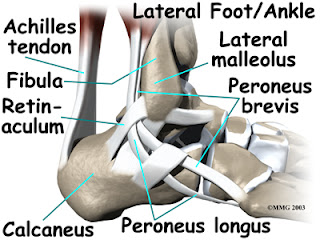 Lateral Foot/Ankle
Achilles
tendon
Lateral
malleolus
Fibula
Peroneus
brevis
Retin-
aculum
©MMG 2003
Calcaneus
Peroneus longus